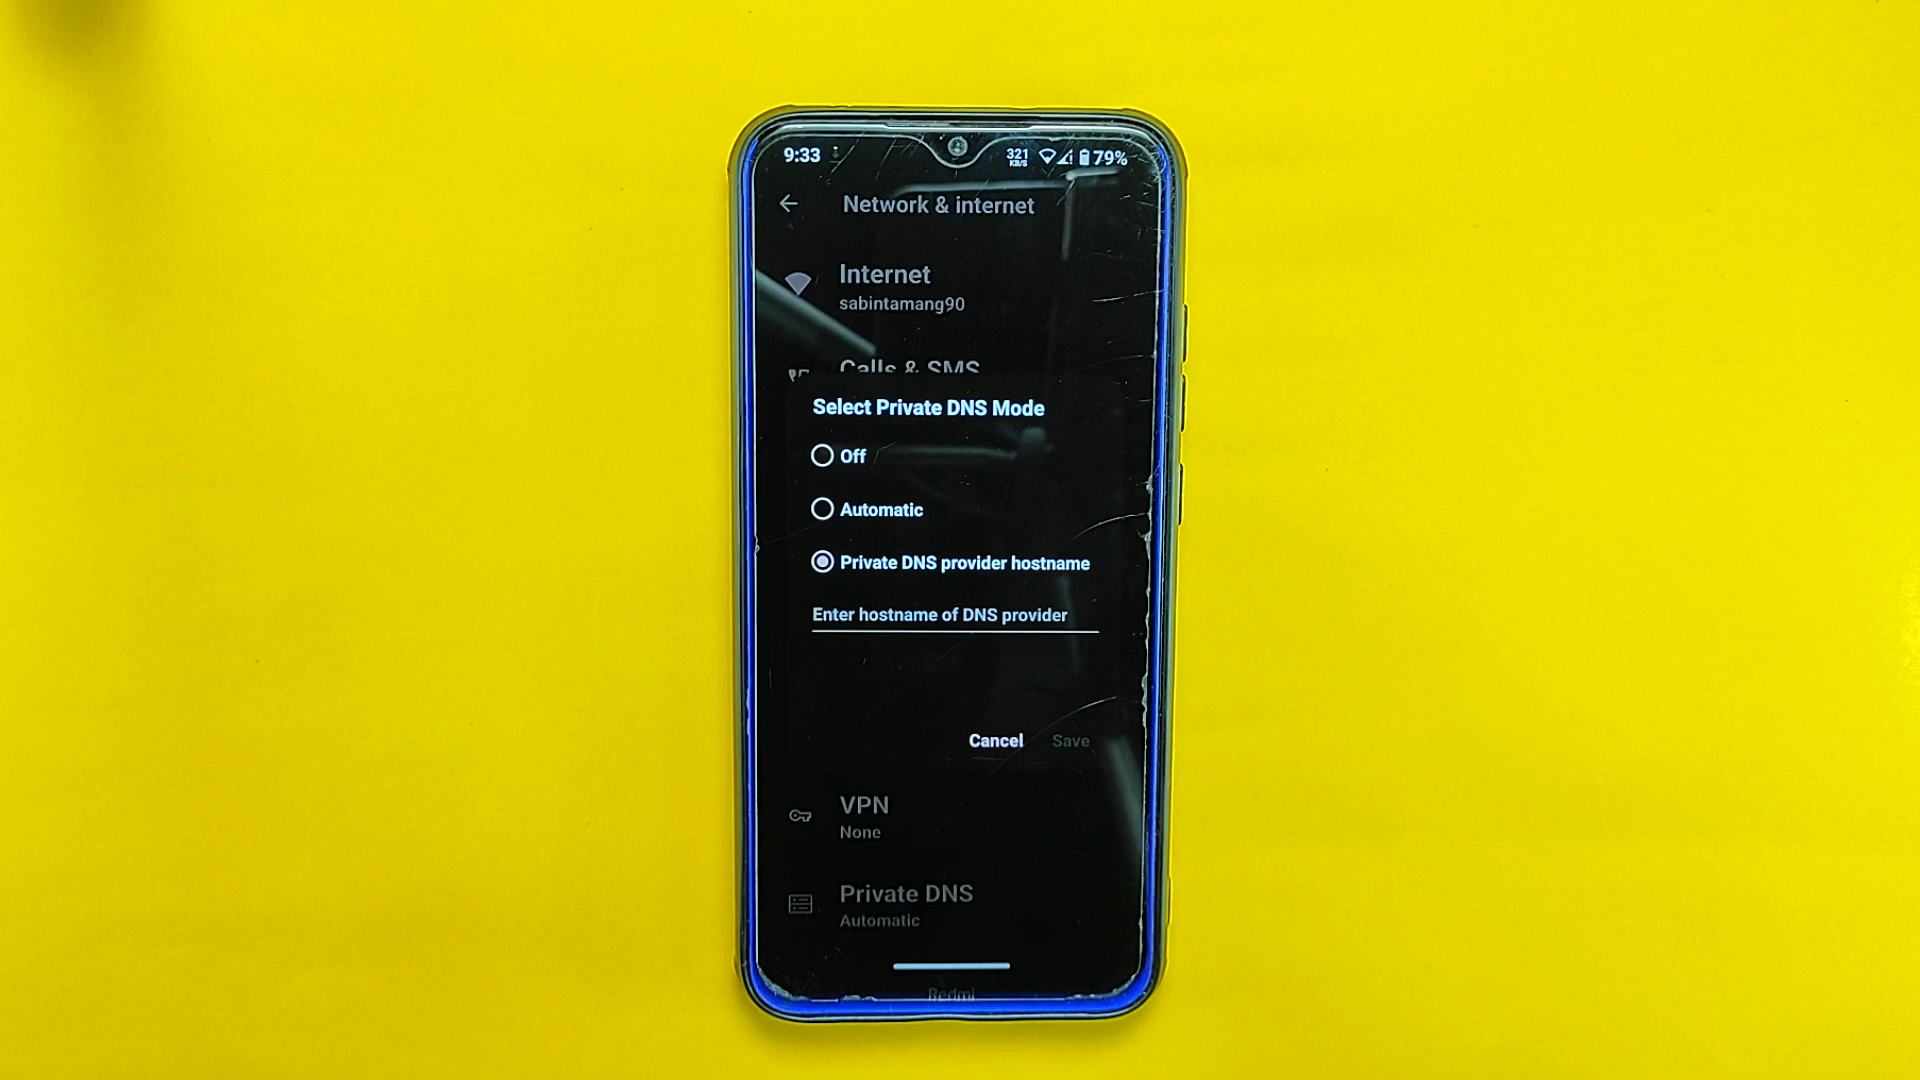 9:33 321 KB/S 79%
Network & internet
Internet
sabintamang90
Calls & SMS
Select Private DNS Mode
Off
Automatic
Private DNS provider hostname
Enter hostname of DNS provider
Cancel Save
VPN
None
Private DNS
Automatic
Redmi